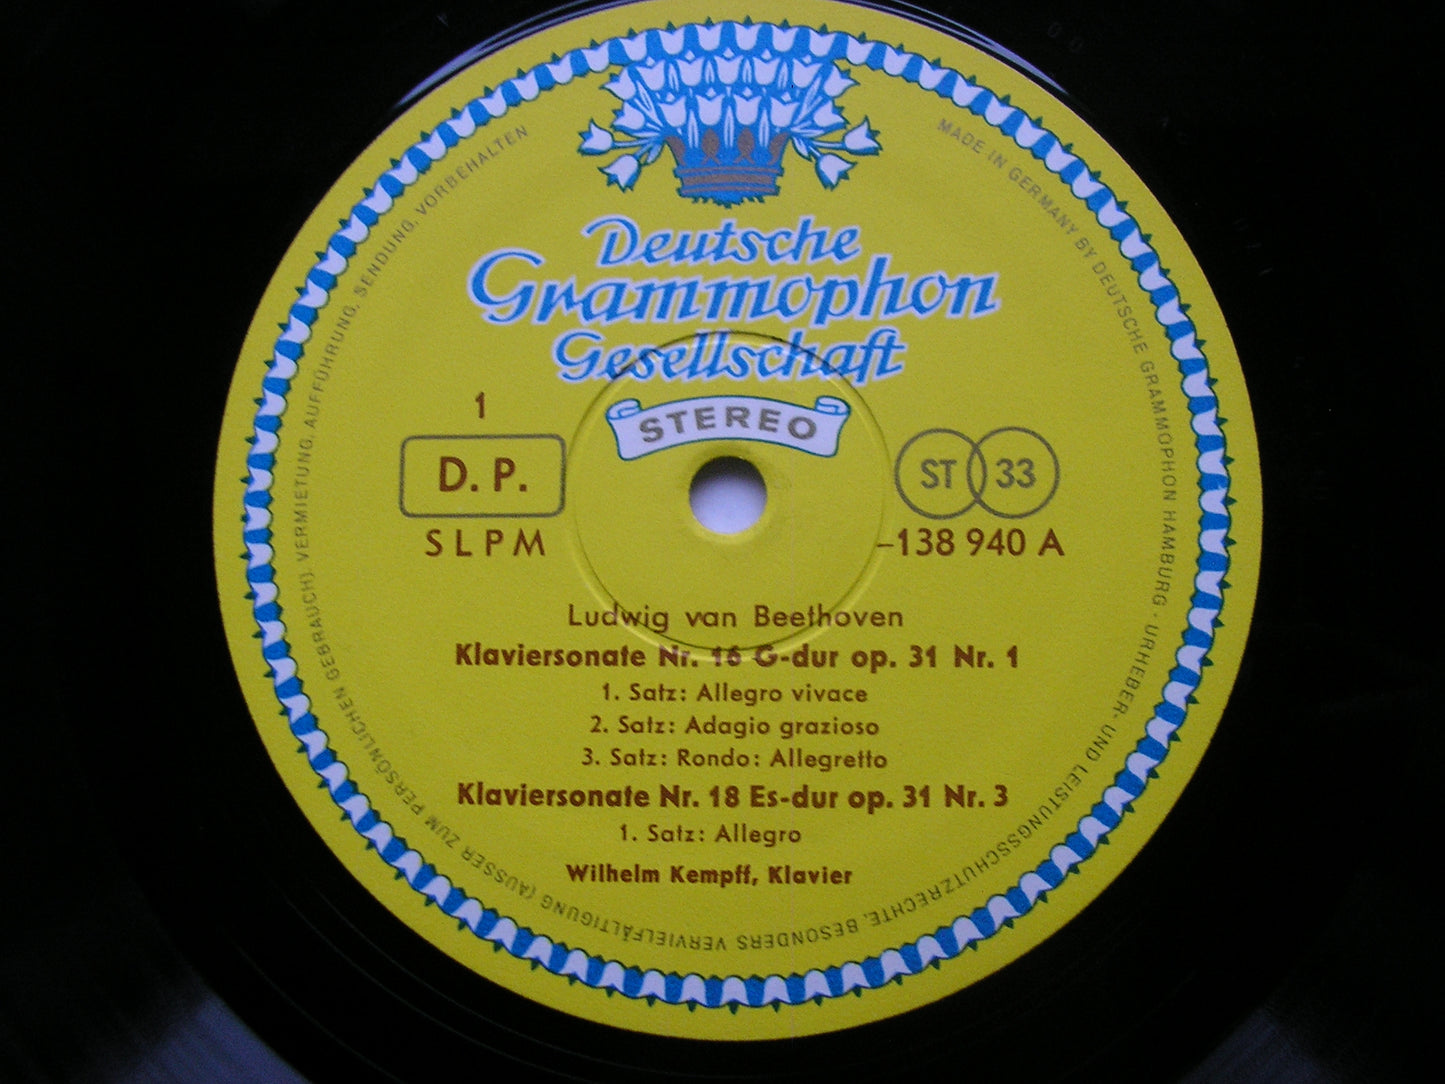 Deutsche
Grammophon
Gesellschaft
STEREO
1
D. P.
SLPM
ST 33
–138 940 A
Ludwig van Beethoven
Klaviersonate Nr. 16 G-dur op. 31 Nr. 1
1. Satz: Allegro vivace
2. Satz: Adagio grazioso
3. Satz: Rondo: Allegretto
Klaviersonate Nr. 18 Es-dur op. 31 Nr. 3
1. Satz: Allegro
Wilhelm Kempff, Klavier
MADE IN GERMANY BY DEUTSCHE GRAMMOPHON HAMBURG · URHEBER- UND LEISTUNGSSCHUTZRECHTE, BESONDERS VERVIELFÄLTIGUNG (AUSSER ZUM PERSÖNLICHEN GEBRAUCH), VERMIETUNG, AUFFÜHRUNG, SENDUNG, VORBEHALTEN